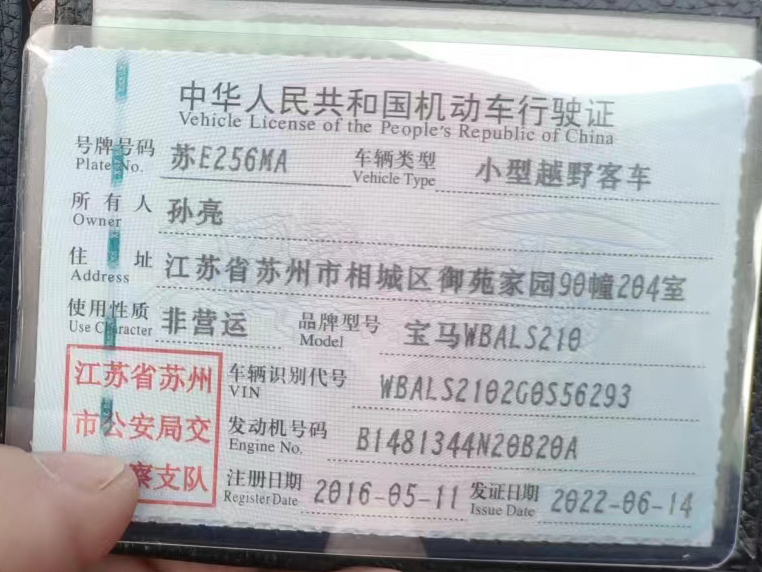 中华人民共和国机动车行驶证
Vehicle License of the People's Republic of China
号牌号码 苏E256MA 车辆类型 小型越野客车
Plate No. Vehicle Type
所有人 孙亮
Owner
住址 江苏省苏州市相城区御苑家园90幢204室
Address
使用性质 非营运 品牌型号 宝马WBALS210
Use Character Model
江苏省苏州
市公安局交
察支队
车辆识别代号 WBALS2102G0S56293
VIN
发动机号码 B1481344N20B20A
Engine No.
注册日期 2016-05-11 发证日期 2022-06-14
Register Date Issue Date